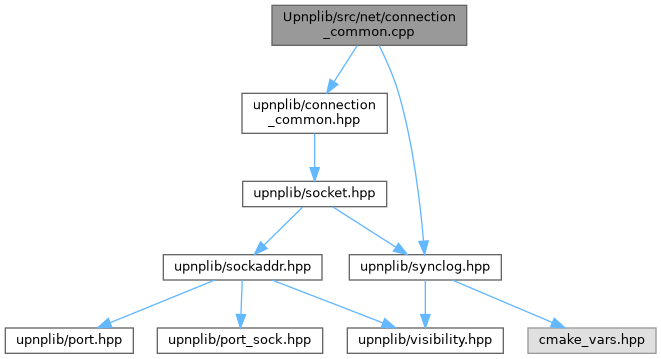 Upnplib/src/net/connection
_common.cpp
upnplib/connection
_common.hpp
upnplib/socket.hpp
upnplib/sockaddr.hpp
upnplib/synclog.hpp
upnplib/port.hpp
upnplib/port_sock.hpp
upnplib/visibility.hpp
cmake_vars.hpp